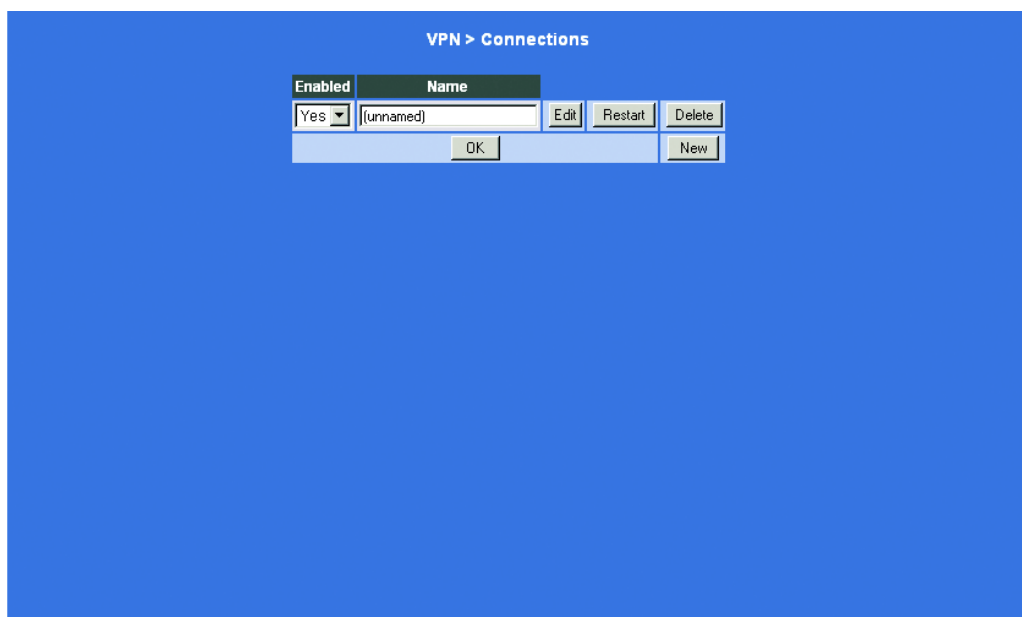 VPN > Connections
Enabled Name
Yes (unnamed) Edit Restart Delete
OK New